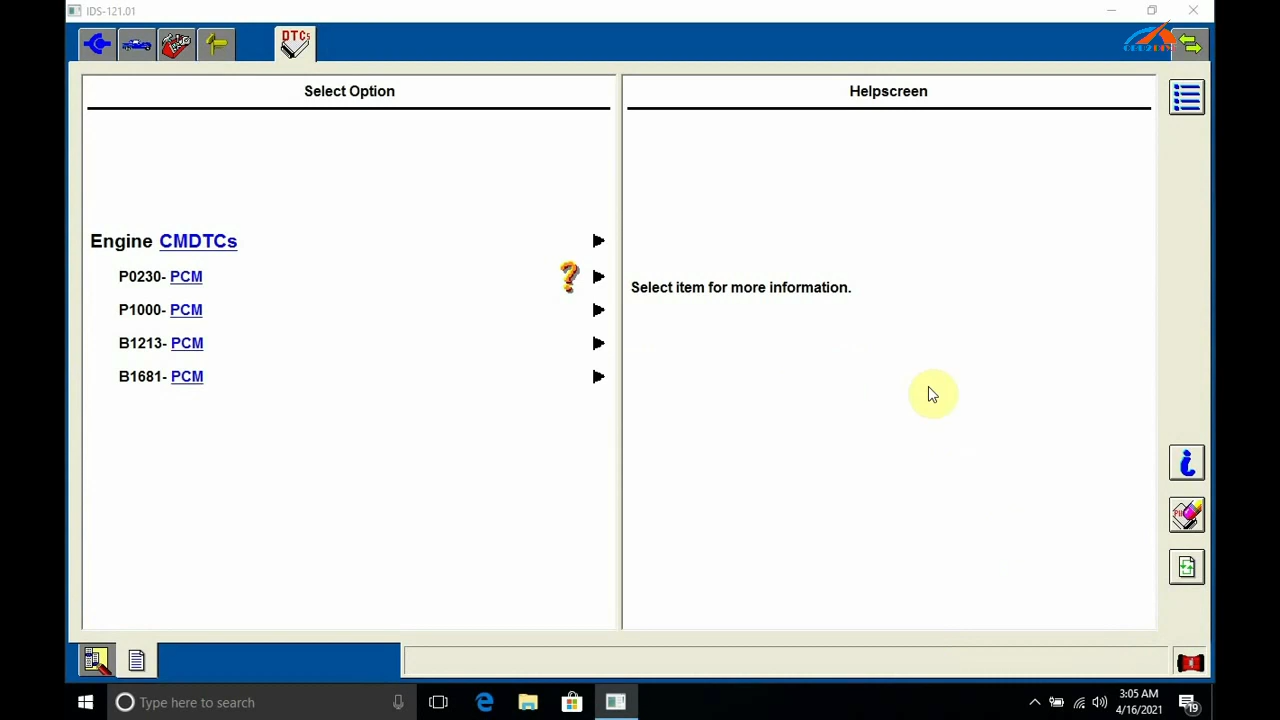 IDS-121.01
DTCs
Select Option
Helpscreen
Engine CMDTCs
P0230- PCM
P1000- PCM
B1213- PCM
B1681- PCM
Select item for more information.
Type here to search
3:05 AM
4/16/2021
19